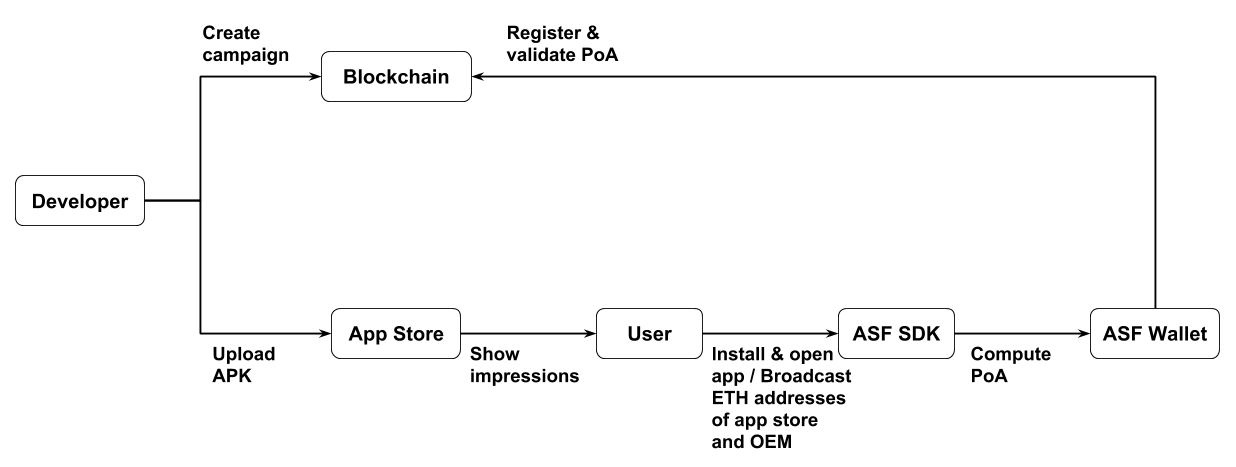 Create
campaign
Register &
validate PoA
Blockchain
Developer
App Store
User
ASF SDK
ASF Wallet
Upload
APK
Show
impressions
Install & open
app / Broadcast
ETH addresses
of app store
and OEM
Compute
PoA